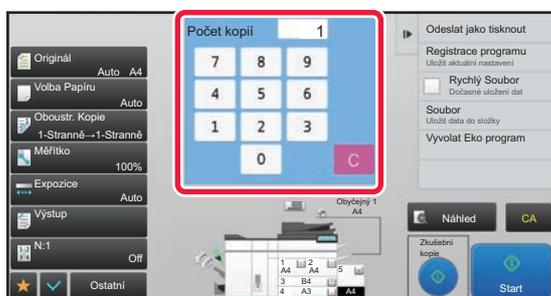 Počet kopií 1
7 8 9
4 5 6
1 2 3
0 C
Originál
Auto A4
Volba Papíru
Auto
Oboustr. Kopie
1-Stranně→1-Stranně
Měřítko
100%
Expozice
Auto
Výstup
N:1
Off
Ostatní
Obyčejný 1
A4
1 A4
2 A4
3 B4
4 A3
5
A4
Odeslat jako tisknout
Registrace programu
Uložit aktuální nastavení
Rychlý Soubor
Dočasné uložení dat
Soubor
Uložit data do složky
Vyvolat Eko program
Náhled
CA
Zkušební
kopie
Start